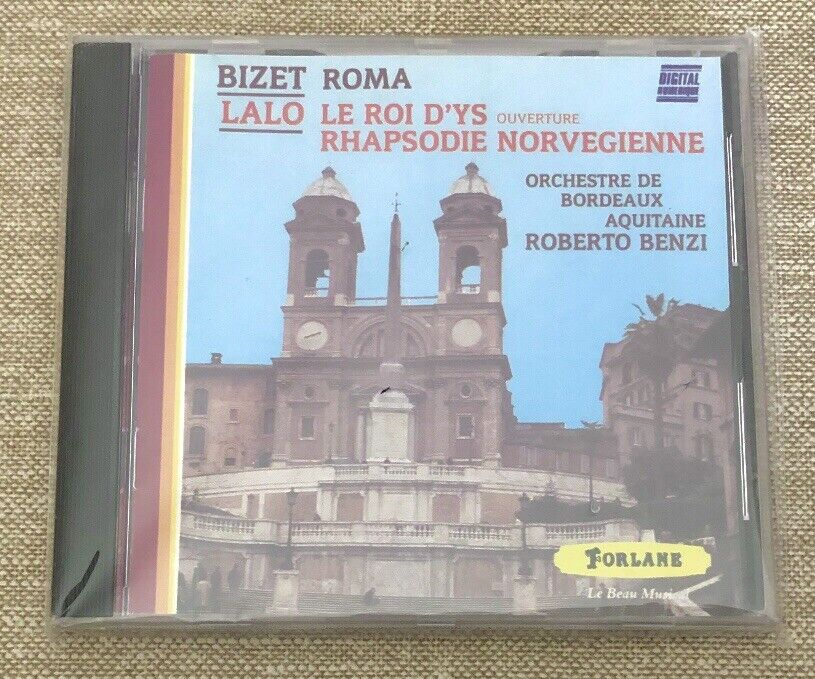 BIZET ROMA
LALO LE ROI D'YS OUVERTURE
RHAPSODIE NORVEGIENNE
DIGITAL
ORCHESTRE DE
BORDEAUX
AQUITAINE
ROBERTO BENZI
FORLANE
Le Beau Musical